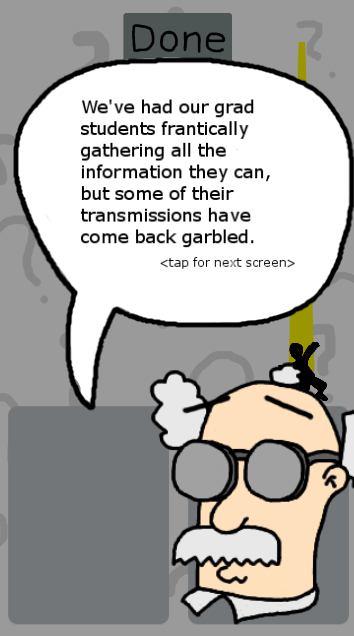 Done
We've had our grad
students frantically
gathering all the
information they can,
but some of their
transmissions have
come back garbled.
<tap for next screen>